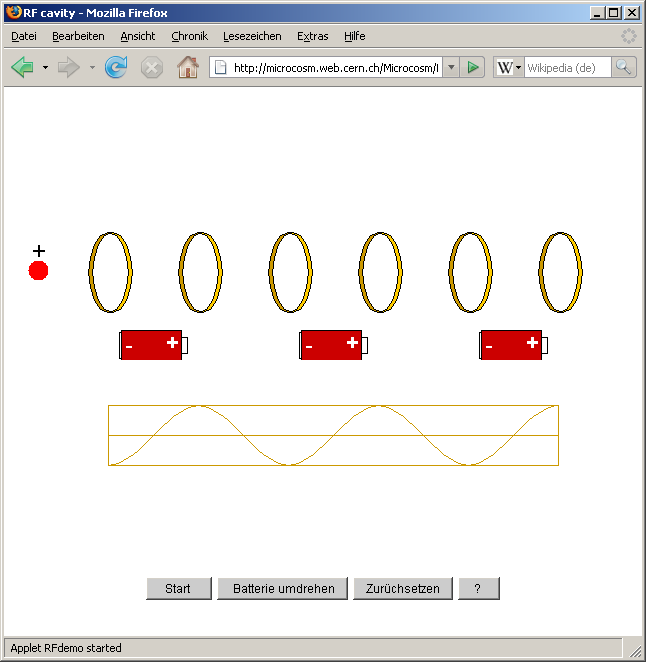 RF cavity - Mozilla Firefox
Datei Bearbeiten Ansicht Chronik Lesezeichen Extras Hilfe
http://microcosm.web.cern.ch/Microcosm/I W Wikipedia (de)
+
- + - + - +
Start Batterie umdrehen Zurücksetzen ?
Applet RFdemo started